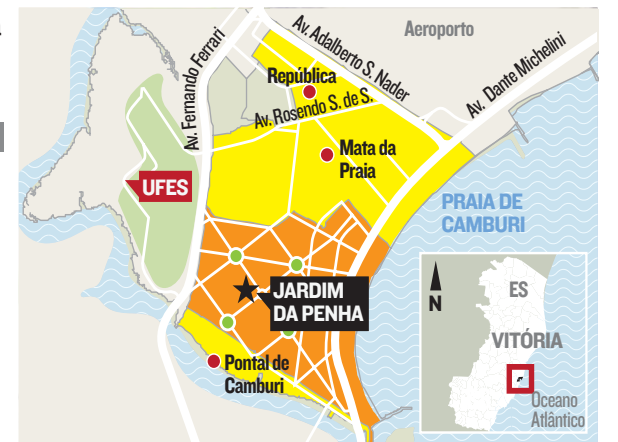 Aeroporto
Av. Adalberto S. Nader
Av. Fernando Ferrari
República
Av. Dante Michelini
Av. Rosendo S. de S.
Mata da
Praia
UFES
PRAIA DE
CAMBURI
JARDIM
DA PENHA
N
ES
VITÓRIA
Oceano
Atlântico
Pontal de
Camburi